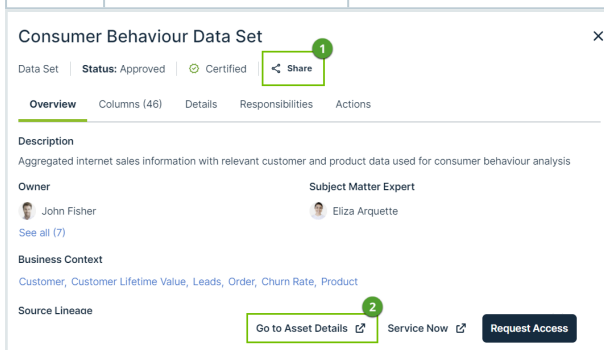 Consumer Behaviour Data Set
1
Data Set Status: Approved Certified Share
Overview Columns (46) Details Responsibilities Actions
Description
Aggregated internet sales information with relevant customer and product data used for consumer behaviour analysis
Owner Subject Matter Expert
John Fisher Eliza Arquette
See all (7)
Business Context
Customer, Customer Lifetime Value, Leads, Order, Churn Rate, Product
Source Lineage
2
Go to Asset Details Service Now Request Access